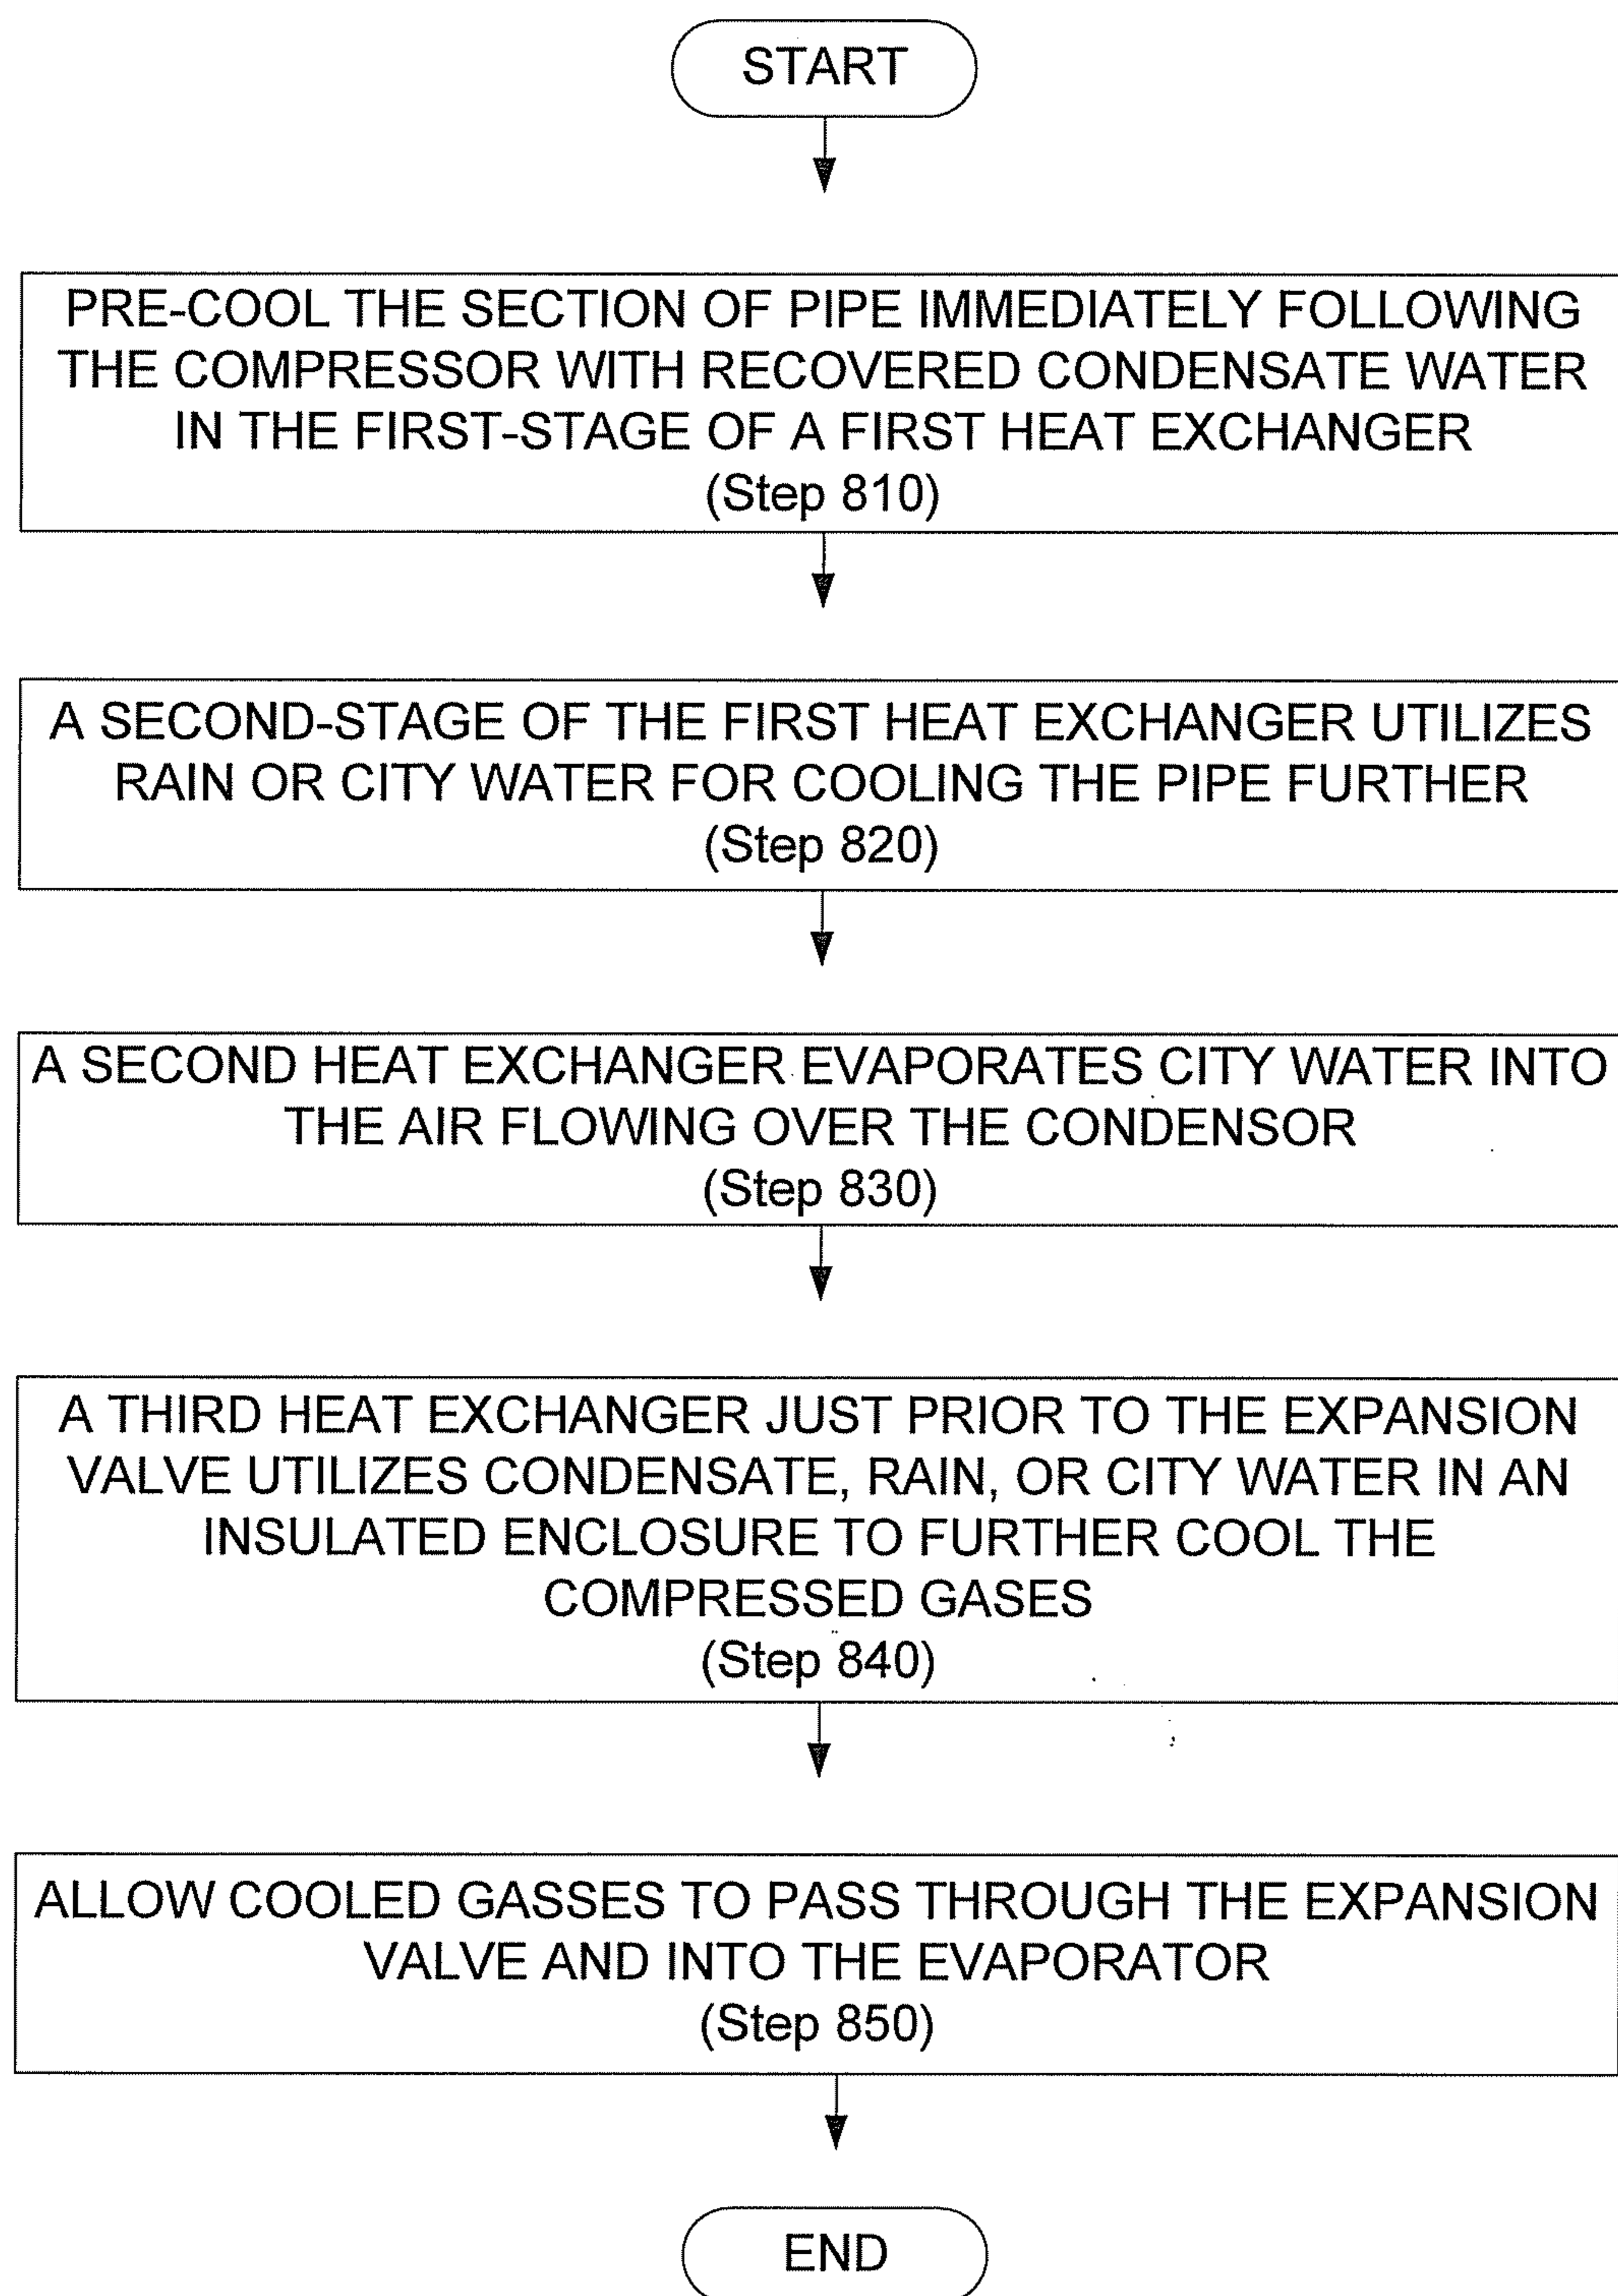 START
PRE-COOL THE SECTION OF PIPE IMMEDIATELY FOLLOWING
THE COMPRESSOR WITH RECOVERED CONDENSATE WATER
IN THE FIRST-STAGE OF A FIRST HEAT EXCHANGER
(Step 810)
A SECOND-STAGE OF THE FIRST HEAT EXCHANGER UTILIZES
RAIN OR CITY WATER FOR COOLING THE PIPE FURTHER
(Step 820)
A SECOND HEAT EXCHANGER EVAPORATES CITY WATER INTO
THE AIR FLOWING OVER THE CONDENSOR
(Step 830)
A THIRD HEAT EXCHANGER JUST PRIOR TO THE EXPANSION
VALVE UTILIZES CONDENSATE, RAIN, OR CITY WATER IN AN
INSULATED ENCLOSURE TO FURTHER COOL THE
COMPRESSED GASES
(Step 840)
ALLOW COOLED GASSES TO PASS THROUGH THE EXPANSION
VALVE AND INTO THE EVAPORATOR
(Step 850)
END